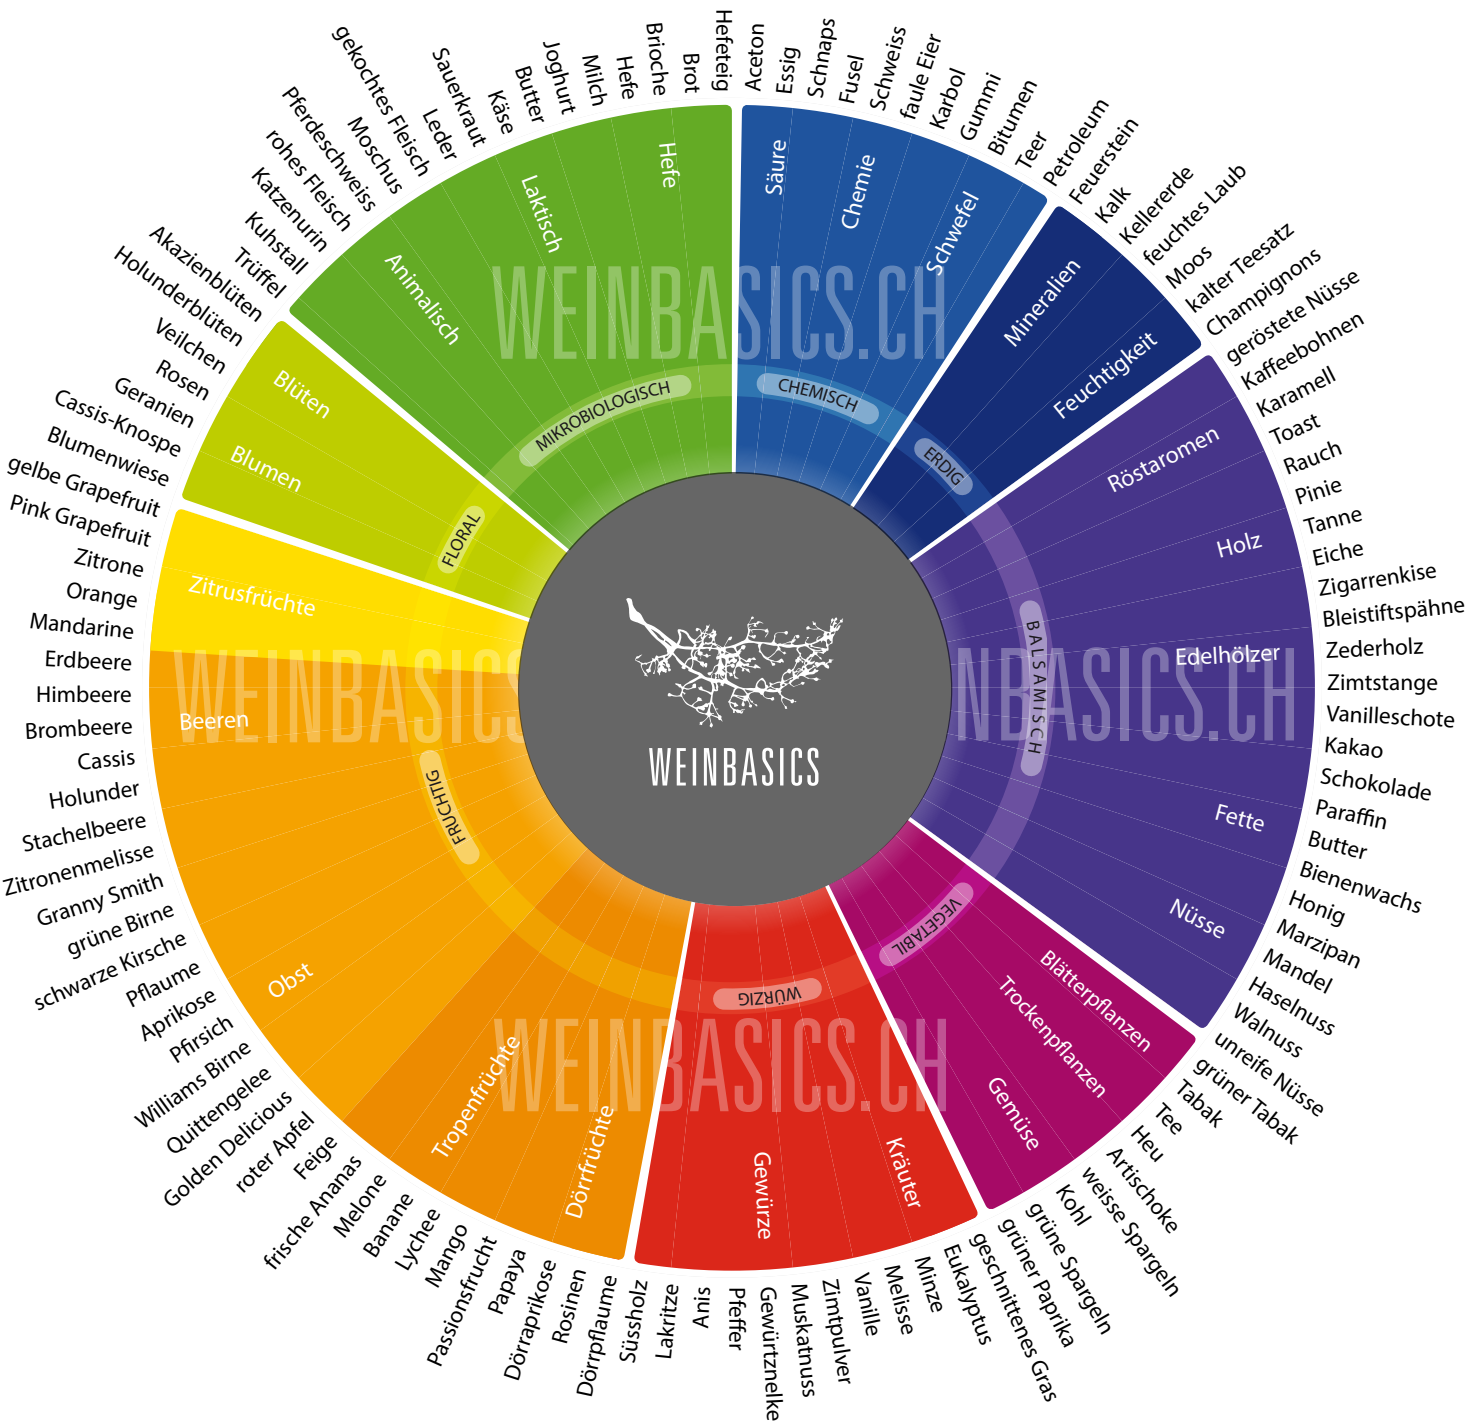 Aceton
Essig
Schnaps
Fusel
Schweiss
faule Eier
Karbol
Gummi
Bitumen
Teer
Petroleum
Feuerstein
Kalk
Kellererde
feuchtes Laub
Moos
kalter Teesatz
Champignons
geröstete Nüsse
Kaffeebohnen
Karamell
Toast
Rauch
Pinie
Tanne
Eiche
Zigarrenkise
Bleistiftspähne
Zederholz
Zimtstange
Vanilleschote
Kakao
Schokolade
Paraffin
Butter
Bienenwachs
Honig
Marzipan
Mandel
Haselnuss
Walnuss
unreife Nüsse
grüner Tabak
Tabak
Tee
Heu
Artischoke
weisse Spargeln
Kohl
grüne Spargeln
grüner Paprika
geschnittenes Gras
Eukalyptus
Minze
Melisse
Vanille
Zimtpulver
Muskatnuss
Gewürtznelke
Pfeffer
Anis
Lakritze
Süssholz
Dörrpflaume
Rosinen
Dörraprikose
Papaya
Passionsfrucht
Mango
Lychee
Banane
Melone
frische Ananas
Feige
roter Apfel
Golden Delicious
Quittengelee
Williams Birne
Pfirsich
Aprikose
Pflaume
schwarze Kirsche
grüne Birne
Granny Smith
Zitronenmelisse
Stachelbeere
Holunder
Cassis
Brombeere
Himbeere
Erdbeere
Mandarine
Orange
Zitrone
Pink Grapefruit
gelbe Grapefruit
Blumenwiese
Cassis-Knospe
Geranien
Rosen
Veilchen
Holunderblüten
Akazienblüten
Trüffel
Kuhstall
Katzenurin
rohes Fleisch
Pferdeschweiss
Moschus
gekochtes Fleisch
Leder
Sauerkraut
Käse
Butter
Joghurt
Milch
Hefe
Brioche
Brot
Hefeteig
Säure
Chemie
Schwefel
Mineralien
Feuchtigkeit
Röstaromen
Holz
Edelhölzer
Fette
Nüsse
Blätterpflanzen
Trockenpflanzen
Gemüse
Kräuter
Gewürze
Dörrfrüchte
Tropenfrüchte
Obst
Beeren
Zitrusfrüchte
Blumen
Blüten
Animalisch
Laktisch
Hefe
CHEMISCH
ERDIG
BALSAMISCH
VEGETABIL
WÜRZIG
FRUCHTIG
FLORAL
MIKROBIOLOGISCH
WEINBASICS.CH
WEINBASICS
WEINBASICS
NBASICS.CH
WEINBASICS.CH